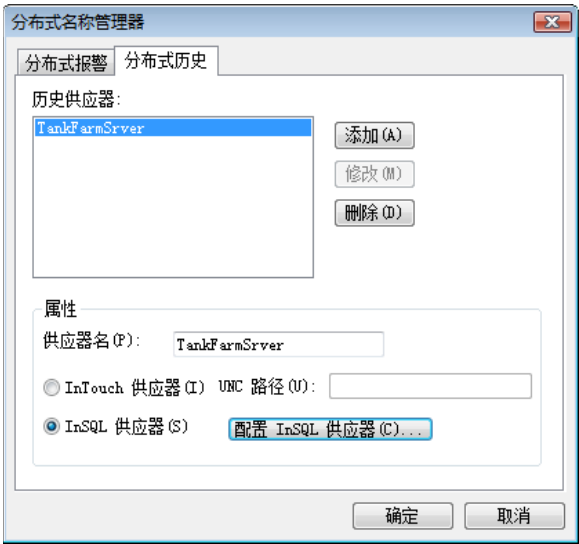 分布式名称管理器
分布式报警 分布式历史
历史供应器:
TankFarmSrver
添加(A)
修改(M)
删除(D)
属性
供应器名(P): TankFarmSrver
InTouch 供应器(I) UNC 路径(U):
InSQL 供应器(S) 配置 InSQL 供应器(C)...
确定 取消